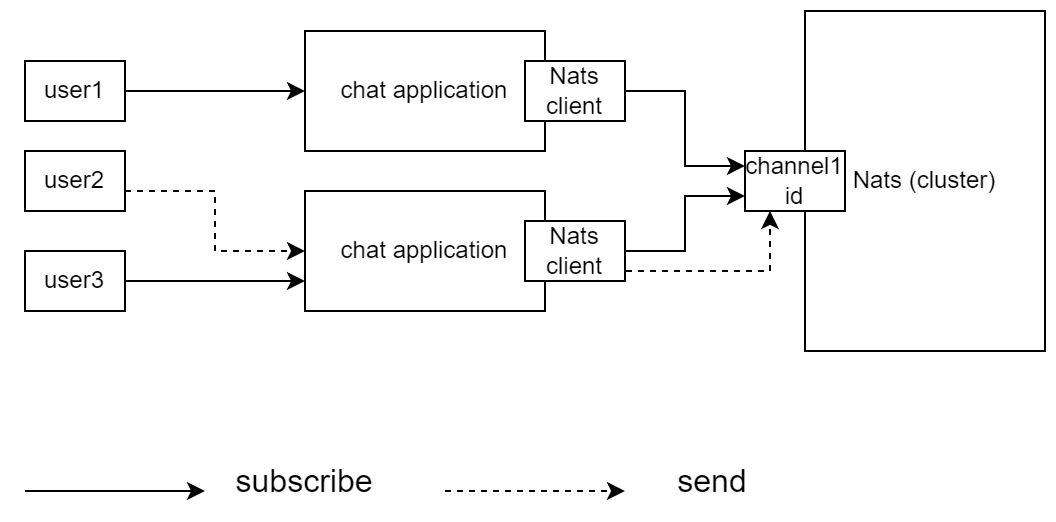 user1
chat application
Nats
client
user2
channel1
id
Nats (cluster)
chat application
Nats
client
user3
subscribe
send